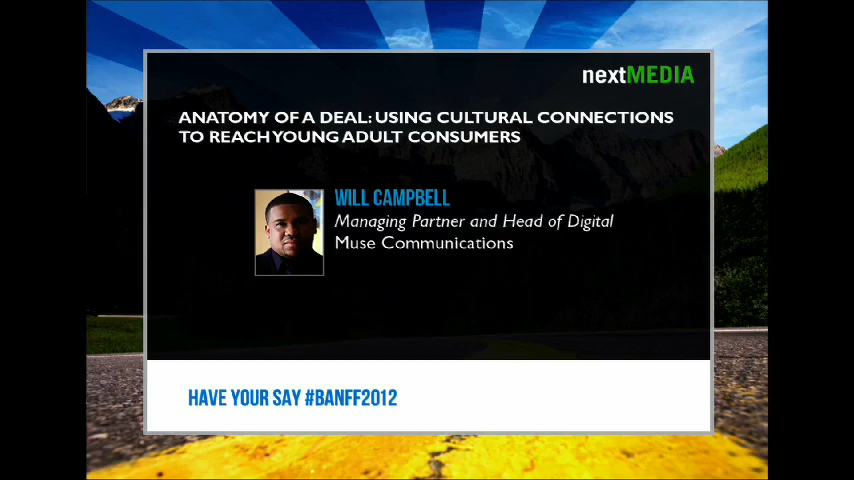 nextMEDIA
ANATOMY OF A DEAL: USING CULTURAL CONNECTIONS
TO REACH YOUNG ADULT CONSUMERS
WILL CAMPBELL
Managing Partner and Head of Digital
Muse Communications
HAVE YOUR SAY #BANFF2012